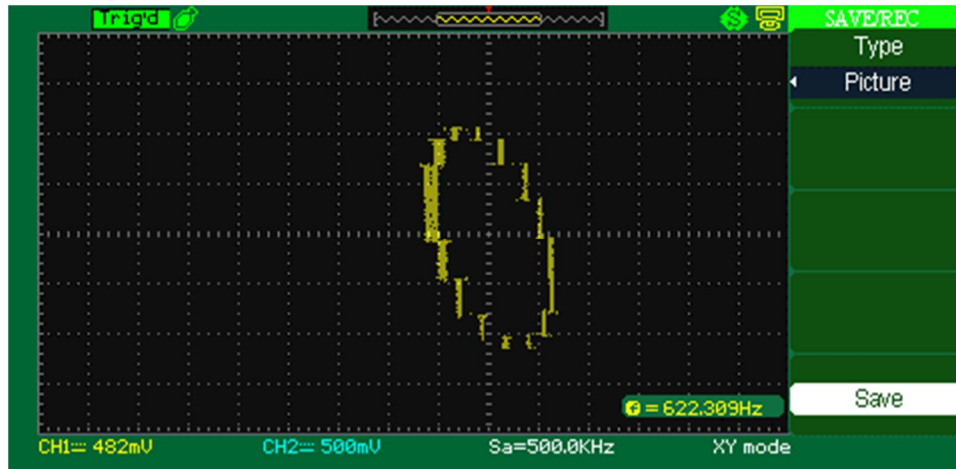 Trig'd S SAVE/REC
Type
Picture
f = 622.309Hz
Save
CH1 482mV CH2 500mV Sa=500.0KHz XY mode